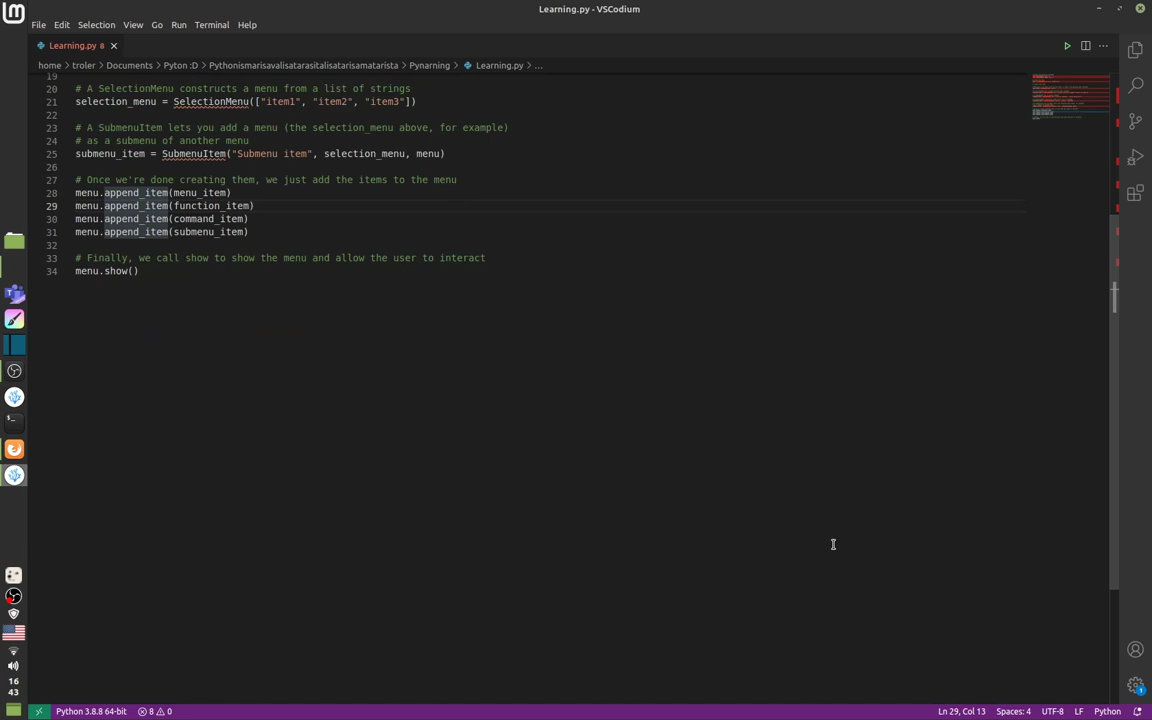 Learning.py - VSCodium
File Edit Selection View Go Run Terminal Help
Learning.py 8
home > troler > Documents > Pyton :D > Pythonismarisavalisatarasitalisatarisamatarista > Pynarning > Learning.py > ...
19
20 # A SelectionMenu constructs a menu from a list of strings
21 selection_menu = SelectionMenu(["item1", "item2", "item3"])
22
23 # A SubmenuItem lets you add a menu (the selection_menu above, for example)
24 # as a submenu of another menu
25 submenu_item = SubmenuItem("Submenu item", selection_menu, menu)
26
27 # Once we're done creating them, we just add the items to the menu
28 menu.append_item(menu_item)
29 menu.append_item(function_item)
30 menu.append_item(command_item)
31 menu.append_item(submenu_item)
32
33 # Finally, we call show to show the menu and allow the user to interact
34 menu.show()
16
43
1
Python 3.8.8 64-bit 8 0 Ln 29, Col 13 Spaces: 4 UTF-8 LF Python